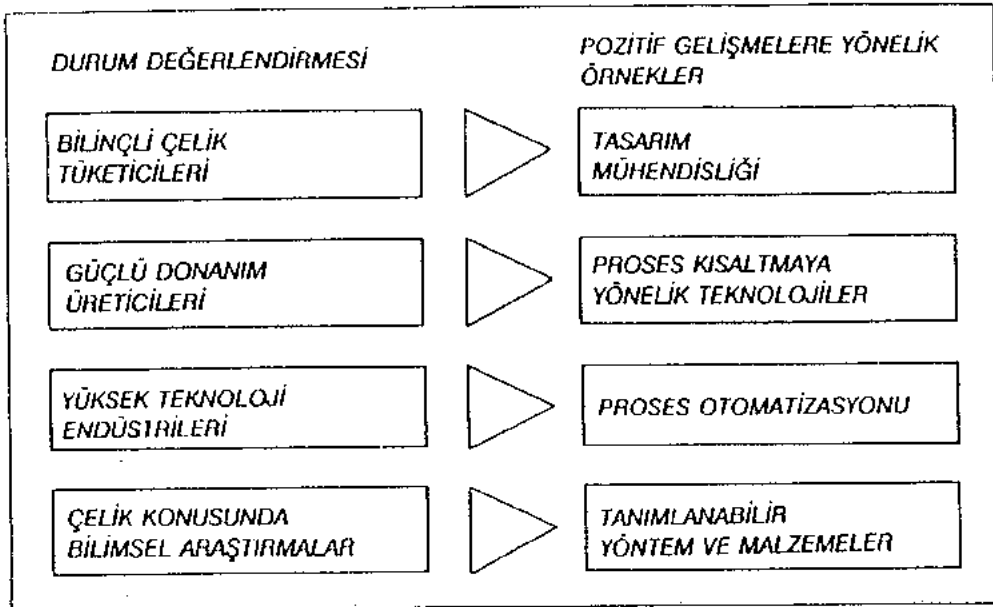 DURUM DEĞERLENDİRMESİ
POZİTİF GELİŞMELERE YÖNELİK
ÖRNEKLER
BİLİNÇLİ ÇELİK
TÜKETİCİLERİ
TASARIM
MÜHENDİSLİĞİ
GÜÇLÜ DONANIM
ÜRETİCİLERİ
PROSES KISALTMAYA
YÖNELİK TEKNOLOJİLER
YÜKSEK TEKNOLOJİ
ENDÜSTRİLERİ
PROSES OTOMATİZASYONU
ÇELİK KONUSUNDA
BİLİMSEL ARAŞTIRMALAR
TANIMLANABİLİR
YÖNTEM VE MALZEMELER